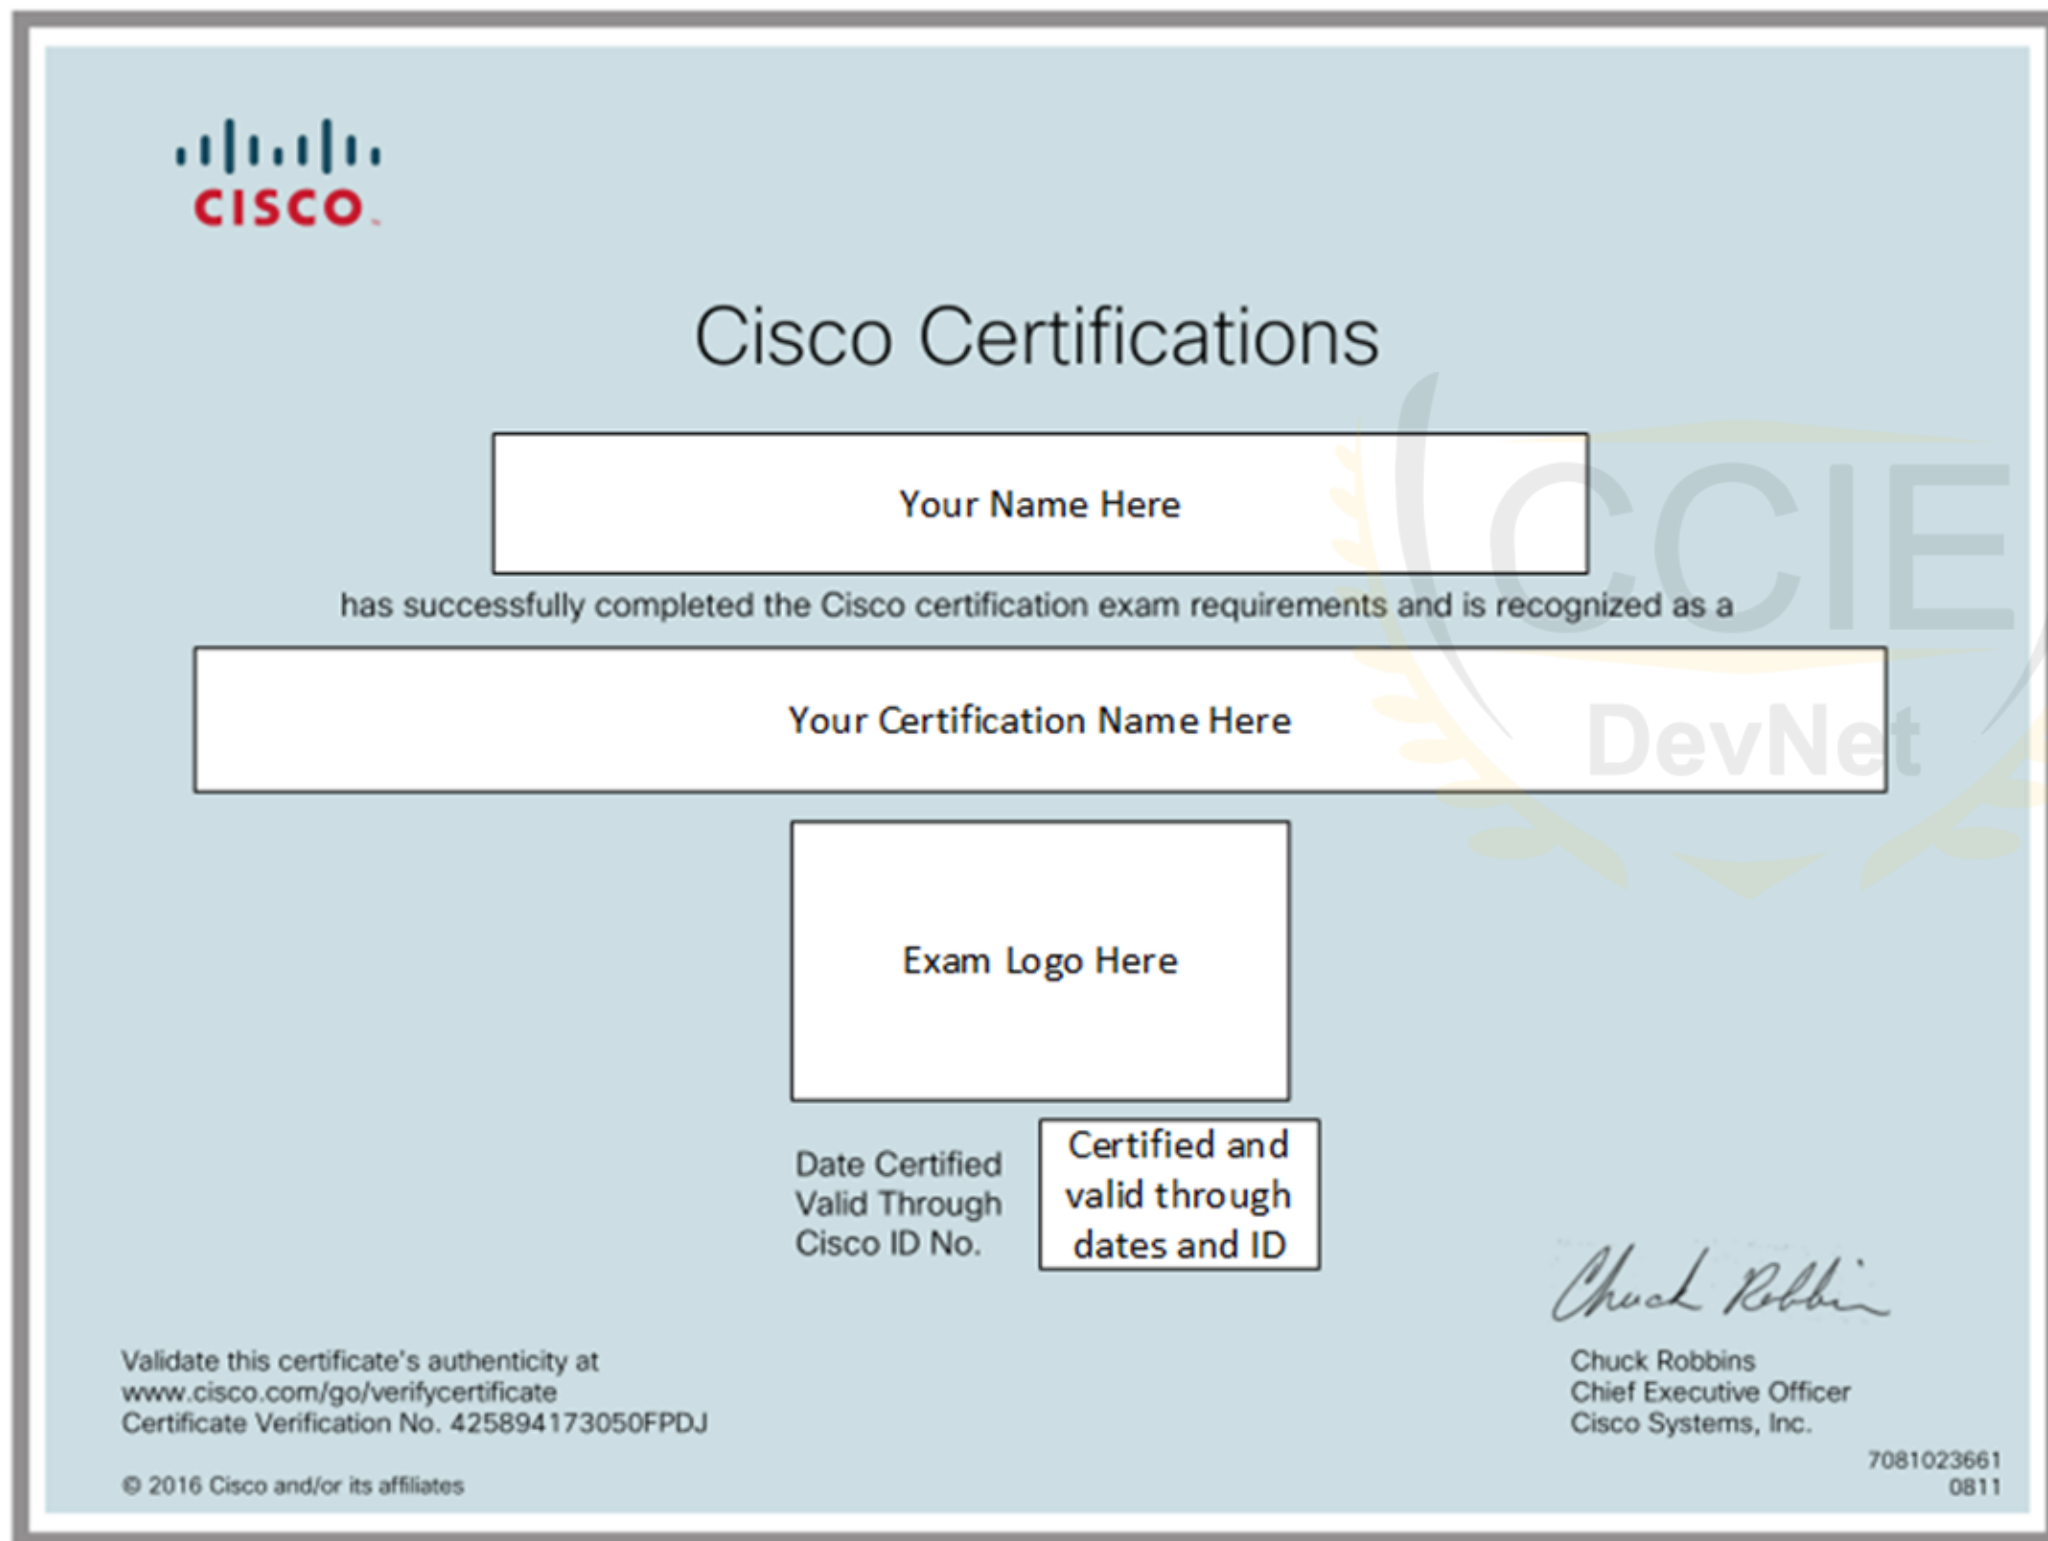 CISCO
Cisco Certifications
Your Name Here
CCIE
has successfully completed the Cisco certification exam requirements and is recognized as a
Your Certification Name Here
DevNet
Exam Logo Here
Date Certified
Valid Through
Cisco ID No.
Certified and
valid through
dates and ID
Chuck Robbins
Validate this certificate's authenticity at
www.cisco.com/go/verifycertificate
Certificate Verification No. 425894173050FPDJ
Chuck Robbins
Chief Executive Officer
Cisco Systems, Inc.
7081023661
0811
© 2016 Cisco and/or its affiliates